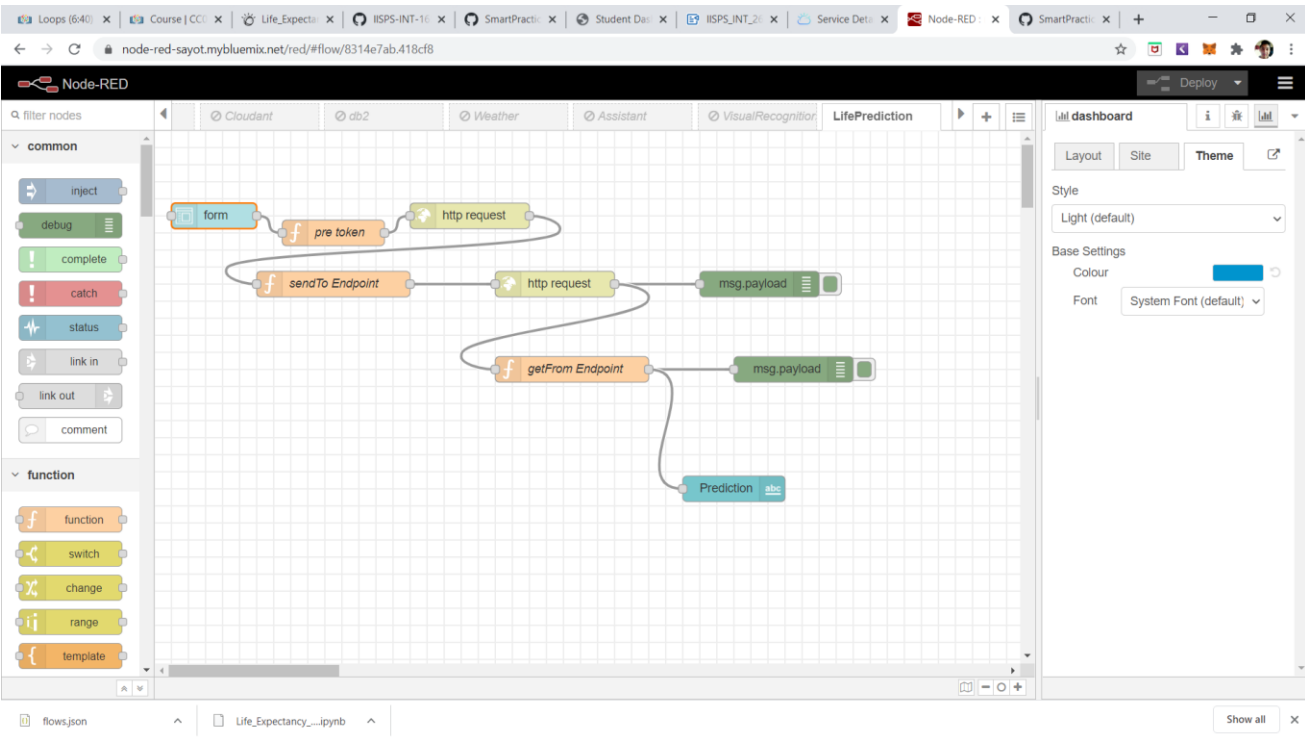 Loops (6:40)
Course | CC
Life_Expecta
IISPS-INT-16
SmartPractic
Student Das
IISPS_INT_2
Service Deta
Node-RED :
SmartPractic
node-red-sayot.mybluemix.net/red/#flow/8314e7ab.418cf8
Node-RED
Deploy
filter nodes
Cloudant
db2
Weather
Assistant
VisualRecognition
LifePrediction
dashboard
common
Layout
Site
Theme
inject
debug
complete
catch
status
link in
link out
comment
function
function
switch
change
range
template
form
pre token
http request
sendTo Endpoint
http request
msg.payload
getFrom Endpoint
msg.payload
Prediction
abc
Style
Light (default)
Base Settings
Colour
Font
System Font (default)
flows.json
Life_Expectancy_....ipynb
Show all